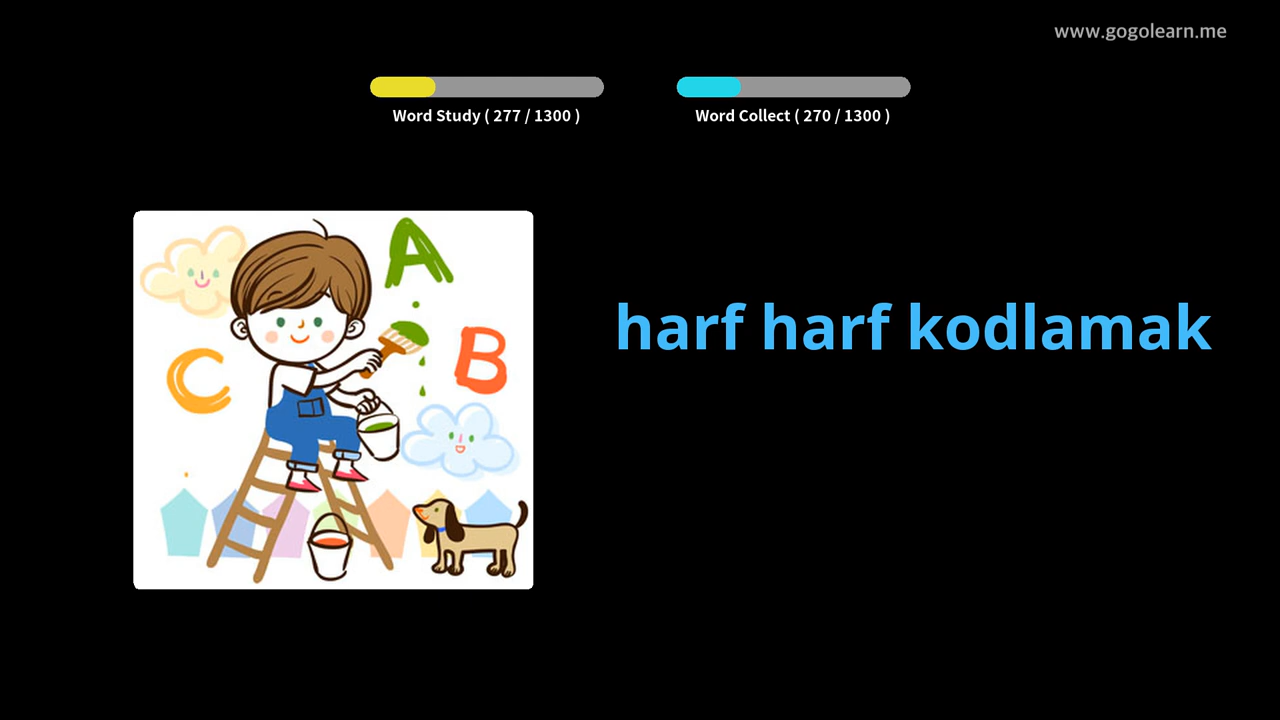 www.gogolearn.me
Word Study ( 277 / 1300 )
Word Collect ( 270 / 1300 )
A
B
C
harf harf kodlamak